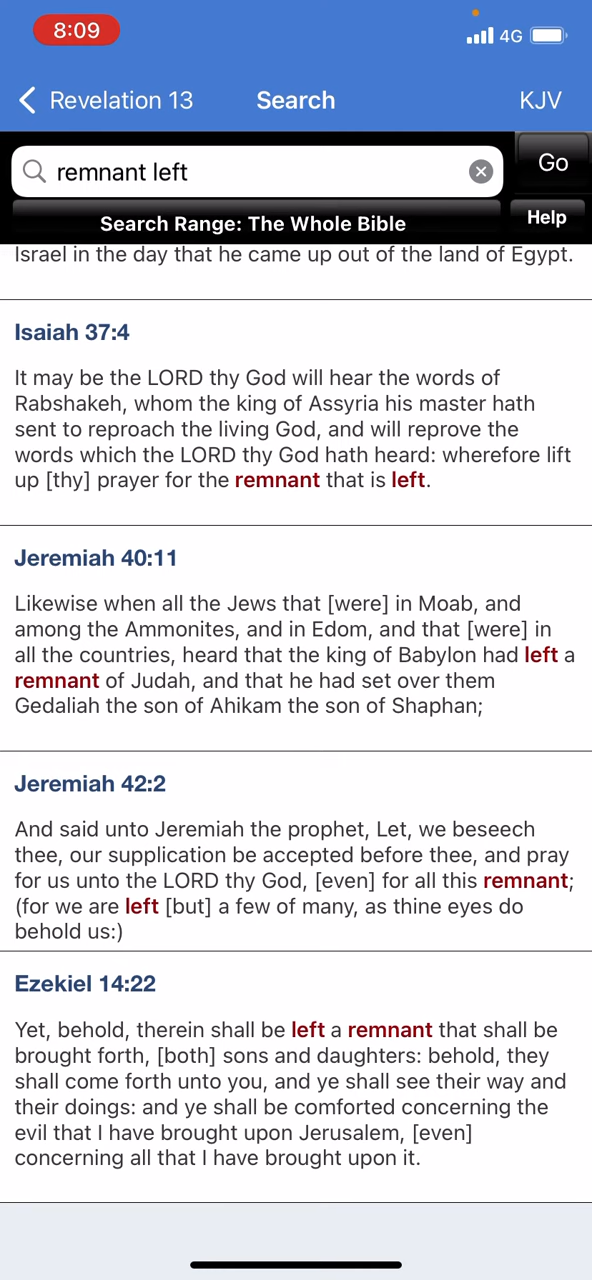 8:09
4G
Revelation 13
Search
KJV
remnant left
Go
Search Range: The Whole Bible
Help
Israel in the day that he came up out of the land of Egypt.
Isaiah 37:4
It may be the LORD thy God will hear the words of
Rabshakeh, whom the king of Assyria his master hath
sent to reproach the living God, and will reprove the
words which the LORD thy God hath heard: wherefore lift
up [thy] prayer for the remnant that is left.
Jeremiah 40:11
Likewise when all the Jews that [were] in Moab, and
among the Ammonites, and in Edom, and that [were] in
all the countries, heard that the king of Babylon had left a
remnant of Judah, and that he had set over them
Gedaliah the son of Ahikam the son of Shaphan;
Jeremiah 42:2
And said unto Jeremiah the prophet, Let, we beseech
thee, our supplication be accepted before thee, and pray
for us unto the LORD thy God, [even] for all this remnant;
(for we are left [but] a few of many, as thine eyes do
behold us:)
Ezekiel 14:22
Yet, behold, therein shall be left a remnant that shall be
brought forth, [both] sons and daughters: behold, they
shall come forth unto you, and ye shall see their way and
their doings: and ye shall be comforted concerning the
evil that I have brought upon Jerusalem, [even]
concerning all that I have brought upon it.